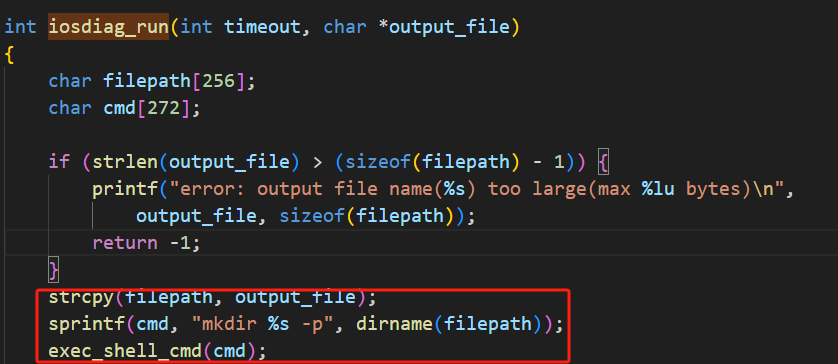 int iosdiag_run(int timeout, char *output_file)
{
    char filepath[256];
    char cmd[272];
    if (strlen(output_file) > (sizeof(filepath) - 1)) {
        printf("error: output file name(%s) too large(max %lu bytes)\n",
            output_file, sizeof(filepath));
        return -1;
    }
    strcpy(filepath, output_file);
    sprintf(cmd, "mkdir %s -p", dirname(filepath));
    exec_shell_cmd(cmd);